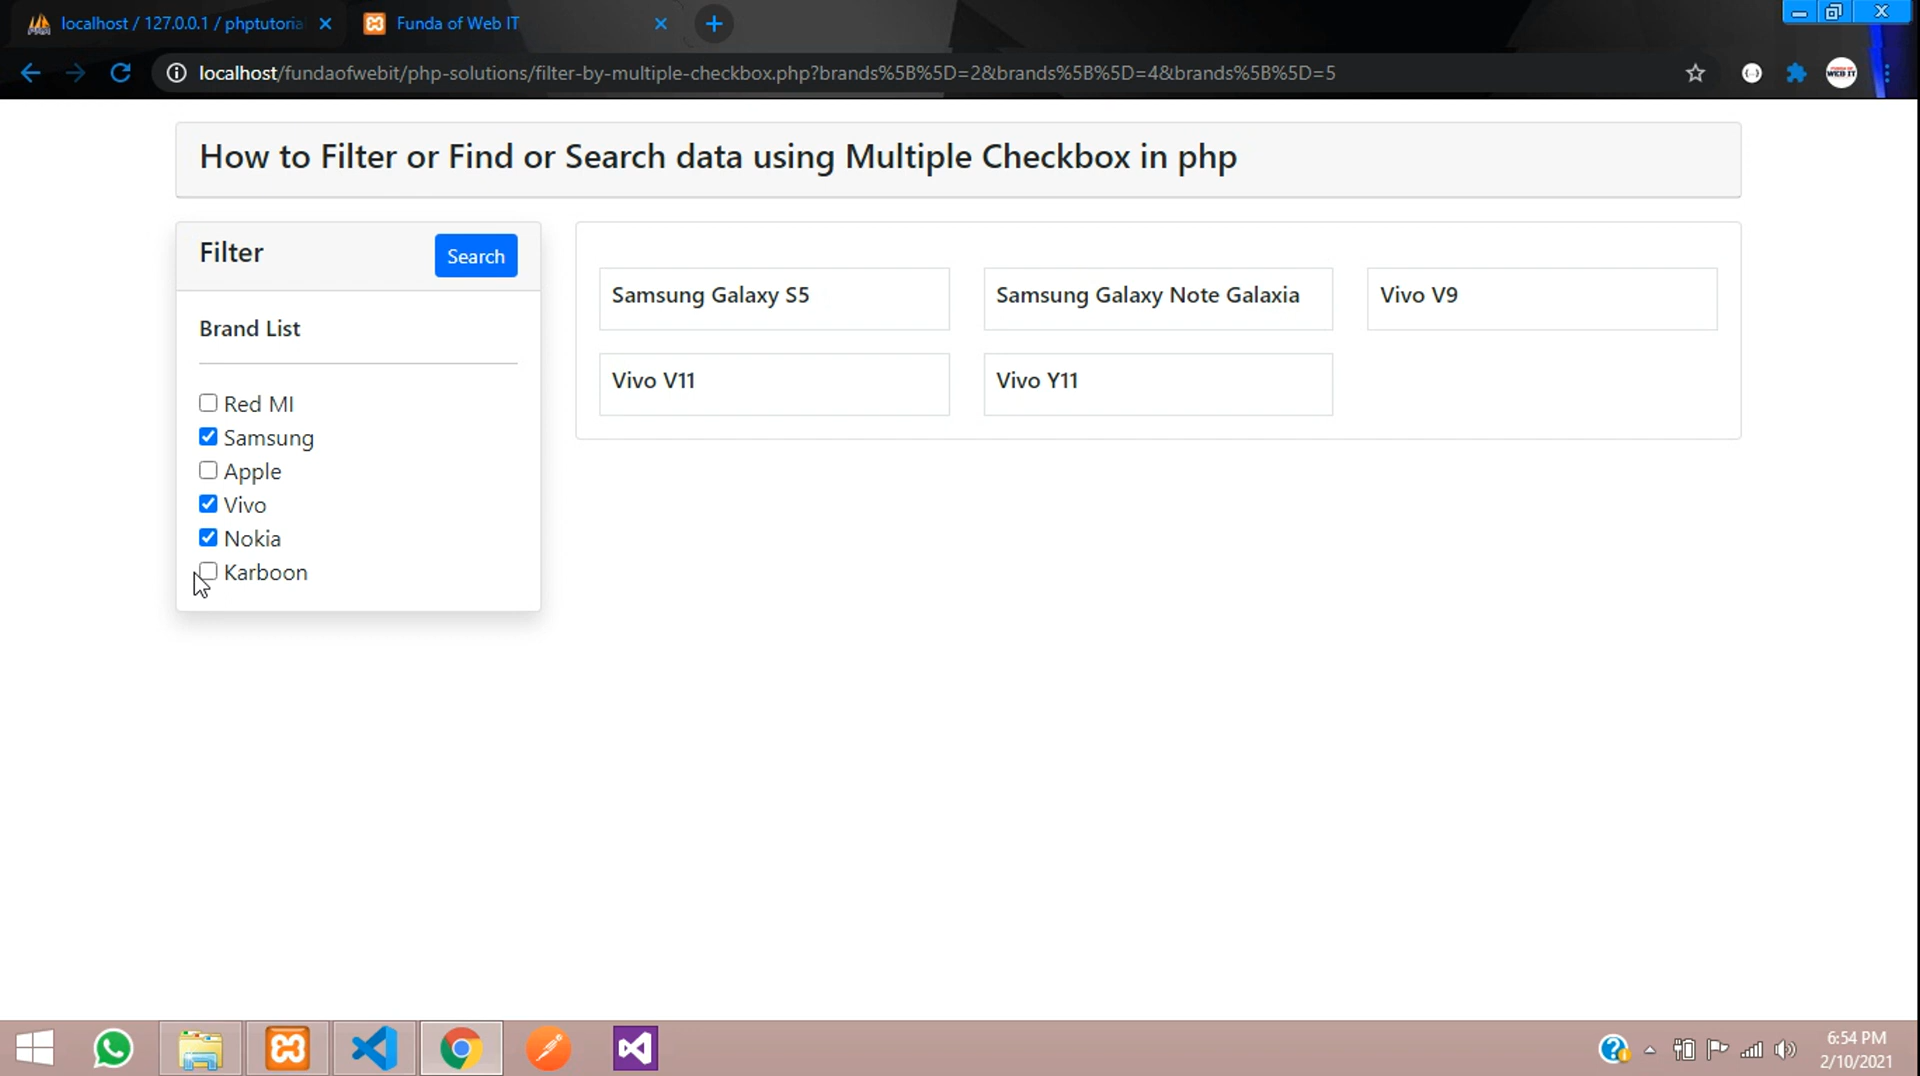 localhost / 127.0.0.1 / phptutoria
Funda of Web IT
localhost/fundaofwebit/php-solutions/filter-by-multiple-checkbox.php?brands%5B%5D=2&brands%5B%5D=4&brands%5B%5D=5
How to Filter or Find or Search data using Multiple Checkbox in php
Filter
Search
Brand List
Red MI
Samsung
Apple
Vivo
Nokia
Karboon
Samsung Galaxy S5
Samsung Galaxy Note Galaxia
Vivo V9
Vivo V11
Vivo Y11
6:54 PM
2/10/2021